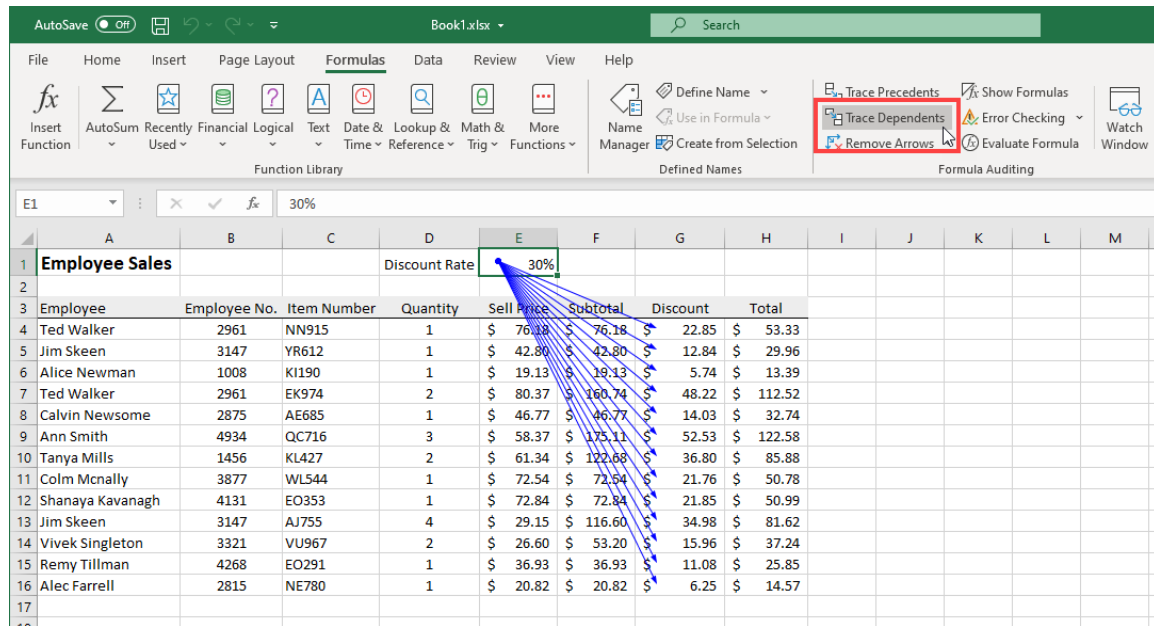 AutoSave Off Book1.xlsx Search
File Home Insert Page Layout Formulas Data Review View Help
fx Insert Function
Σ AutoSum
Recently Used
Financial
Logical
Text
Date & Time
Lookup & Reference
Math & Trig
More Functions
Function Library
Name Manager
Define Name
Use in Formula
Create from Selection
Defined Names
Trace Precedents
Trace Dependents
Remove Arrows
Show Formulas
Error Checking
Evaluate Formula
Formula Auditing
Watch Window
E1 fx 30%
A B C D E F G H I J K L M
1 Employee Sales Discount Rate 30%
2
3 Employee Employee No. Item Number Quantity Sell Price Subtotal Discount Total
4 Ted Walker 2961 NN915 1 $ 76.18 $ 76.18 $ 22.85 $ 53.33
5 Jim Skeen 3147 YR612 1 $ 42.80 $ 42.80 $ 12.84 $ 29.96
6 Alice Newman 1008 KI190 1 $ 19.13 $ 19.13 $ 5.74 $ 13.39
7 Ted Walker 2961 EK974 2 $ 80.37 $ 160.74 $ 48.22 $ 112.52
8 Calvin Newsome 2875 AE685 1 $ 46.77 $ 46.77 $ 14.03 $ 32.74
9 Ann Smith 4934 QC716 3 $ 58.37 $ 175.11 $ 52.53 $ 122.58
10 Tanya Mills 1456 KL427 2 $ 61.34 $ 122.68 $ 36.80 $ 85.88
11 Colm Mcnally 3877 WL544 1 $ 72.54 $ 72.54 $ 21.76 $ 50.78
12 Shanaya Kavanagh 4131 EO353 1 $ 72.84 $ 72.84 $ 21.85 $ 50.99
13 Jim Skeen 3147 AJ755 4 $ 29.15 $ 116.60 $ 34.98 $ 81.62
14 Vivek Singleton 3321 VU967 2 $ 26.60 $ 53.20 $ 15.96 $ 37.24
15 Remy Tillman 4268 EO291 1 $ 36.93 $ 36.93 $ 11.08 $ 25.85
16 Alec Farrell 2815 NE780 1 $ 20.82 $ 20.82 $ 6.25 $ 14.57
17